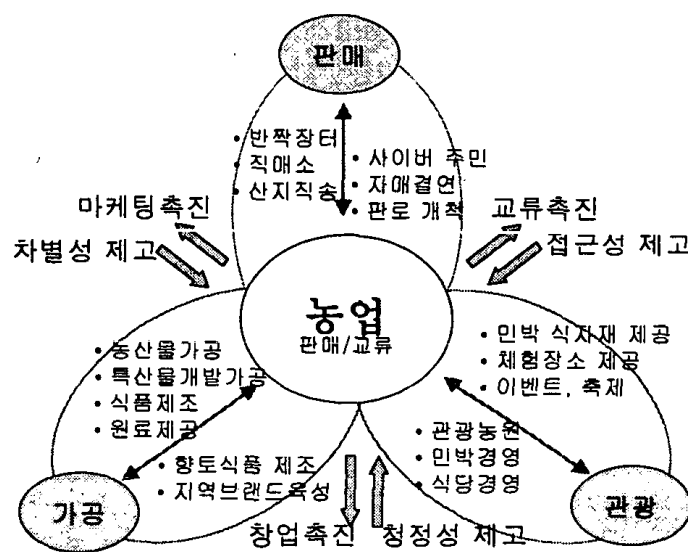 판매
• 반짝장터
• 직매소
• 산지직송
• 사이버 주민
• 자매결연
• 판로 개척
마케팅촉진
차별성 제고
교류촉진
접근성 제고
농업
판매/교류
• 농산물가공
• 특산물개발가공
• 식품제조
• 원료제공
• 향토식품 제조
• 지역브랜드육성
• 민박 식자재 제공
• 체험장소 제공
• 이벤트, 축제
• 관광농원
• 민박경영
• 식당경영
가공
관광
창업촉진
청정성 제고